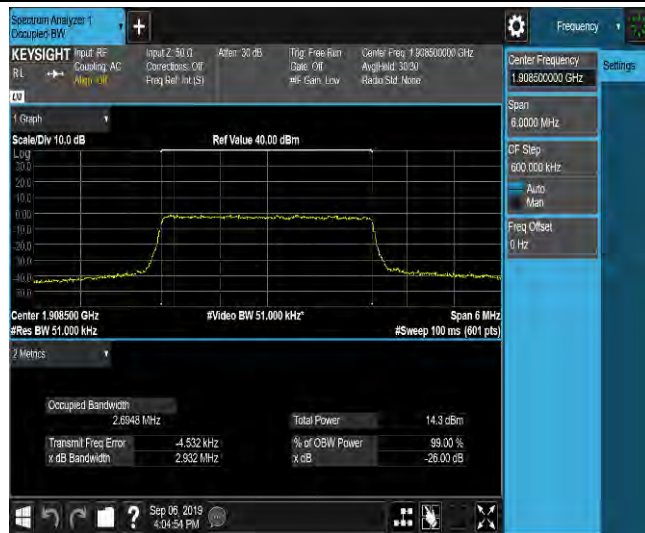 Spectrum Analyzer 1
Occupied BW
Frequency
KEYSIGHT
RL
Input: RF
Coupling: AC
Align: Off
Input Z: 50 Ω
Corrections: Off
Freq Ref: Int (S)
Atten: 30 dB
Trig: Free Run
Gate: Off
#IF Gain: Low
Center Freq: 1.908500000 GHz
Avg|Hold: 30/30
Radio Std: None
Center Frequency
1.908500000 GHz
Settings
Span
6.0000 MHz
CF Step
600.000 kHz
Auto
Man
Freq Offset
0 Hz
1 Graph
Scale/Div 10.0 dB
Ref Value 40.00 dBm
Log
30.0
20.0
10.0
0.00
-10.0
-20.0
-30.0
-40.0
-50.0
Center 1.908500 GHz
#Video BW 51.000 kHz*
Span 6 MHz
#Res BW 51.000 kHz
#Sweep 100 ms (601 pts)
2 Metrics
Occupied Bandwidth
2.6948 MHz
Total Power 14.3 dBm
Transmit Freq Error -4.532 kHz
% of OBW Power 99.00 %
x dB Bandwidth 2.932 MHz
x dB -26.00 dB
Sep 06, 2019
4:04:54 PM